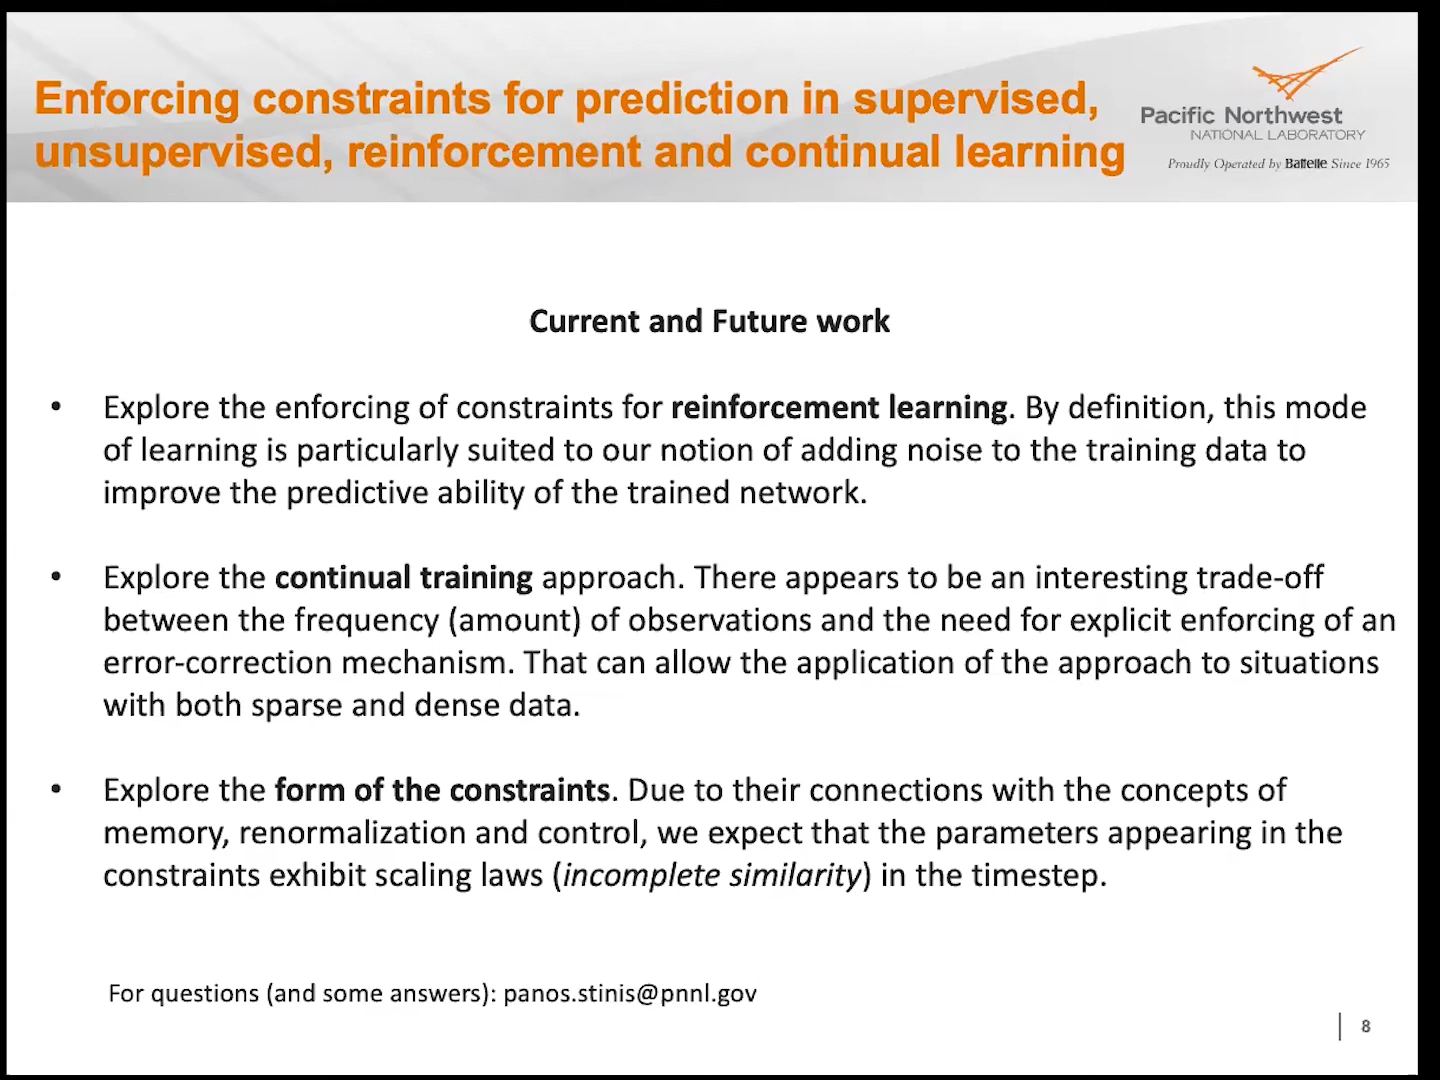 Enforcing constraints for prediction in supervised,
unsupervised, reinforcement and continual learning
Pacific Northwest
NATIONAL LABORATORY
Proudly Operated by Battelle Since 1965
Current and Future work
• Explore the enforcing of constraints for reinforcement learning. By definition, this mode
of learning is particularly suited to our notion of adding noise to the training data to
improve the predictive ability of the trained network.
• Explore the continual training approach. There appears to be an interesting trade-off
between the frequency (amount) of observations and the need for explicit enforcing of an
error-correction mechanism. That can allow the application of the approach to situations
with both sparse and dense data.
• Explore the form of the constraints. Due to their connections with the concepts of
memory, renormalization and control, we expect that the parameters appearing in the
constraints exhibit scaling laws (incomplete similarity) in the timestep.
For questions (and some answers): panos.stinis@pnnl.gov
8